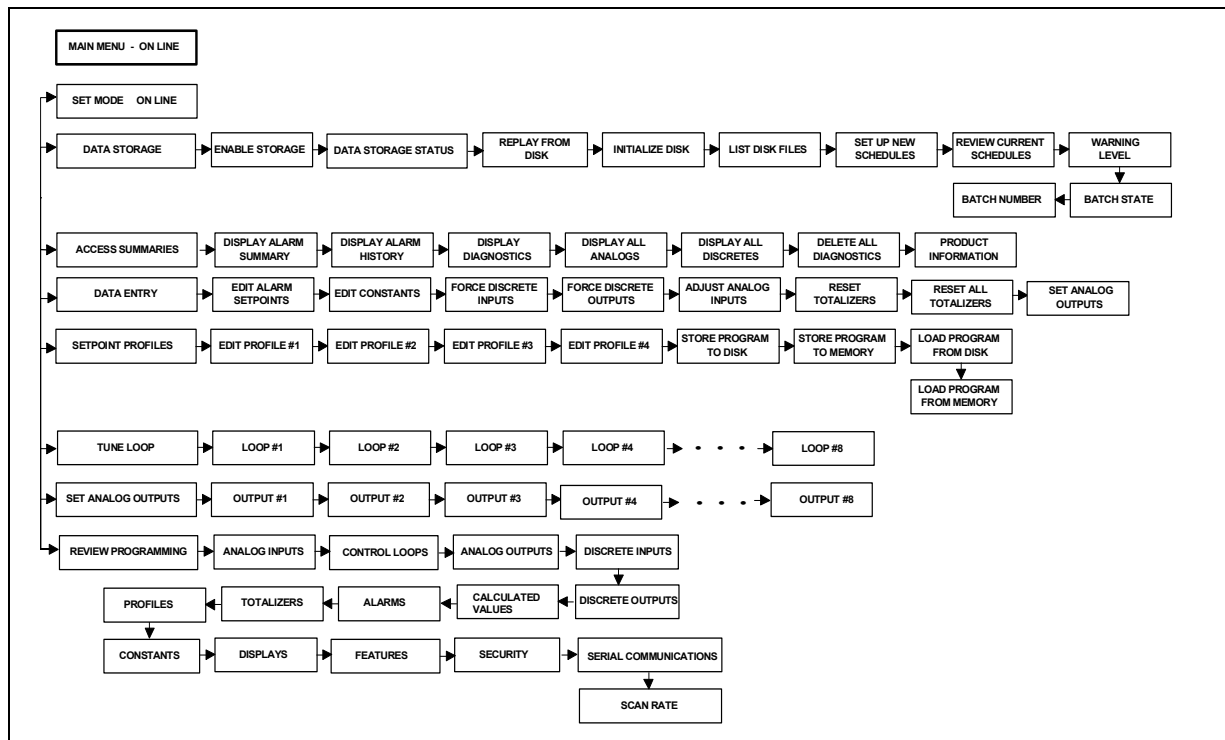 MAIN MENU - ON LINE
SET MODE ON LINE
DATA STORAGE
ENABLE STORAGE
DATA STORAGE STATUS
REPLAY FROM
DISK
INITIALIZE DISK
LIST DISK FILES
SET UP NEW
SCHEDULES
REVIEW CURRENT
SCHEDULES
WARNING
LEVEL
BATCH NUMBER
BATCH STATE
ACCESS SUMMARIES
DISPLAY ALARM
SUMMARY
DISPLAY ALARM
HISTORY
DISPLAY
DIAGNOSTICS
DISPLAY ALL
ANALOGS
DISPLAY ALL
DISCRETES
DELETE ALL
DIAGNOSTICS
PRODUCT
INFORMATION
DATA ENTRY
EDIT ALARM
SETPOINTS
EDIT CONSTANTS
FORCE DISCRETE
INPUTS
FORCE DISCRETE
OUTPUTS
ADJUST ANALOG
INPUTS
RESET
TOTALIZERS
RESET ALL
TOTALIZERS
SET ANALOG
OUTPUTS
SETPOINT PROFILES
EDIT PROFILE #1
EDIT PROFILE #2
EDIT PROFILE #3
EDIT PROFILE #4
STORE PROGRAM
TO DISK
STORE PROGRAM
TO MEMORY
LOAD PROGRAM
FROM DISK
LOAD PROGRAM
FROM MEMORY
TUNE LOOP
LOOP #1
LOOP #2
LOOP #3
LOOP #4
• • •
LOOP #8
SET ANALOG OUTPUTS
OUTPUT #1
OUTPUT #2
OUTPUT #3
OUTPUT #4
• • •
OUTPUT #8
REVIEW PROGRAMMING
ANALOG INPUTS
CONTROL LOOPS
ANALOG OUTPUTS
DISCRETE INPUTS
PROFILES
TOTALIZERS
ALARMS
CALCULATED
VALUES
DISCRETE OUTPUTS
CONSTANTS
DISPLAYS
FEATURES
SECURITY
SERIAL COMMUNICATIONS
SCAN RATE